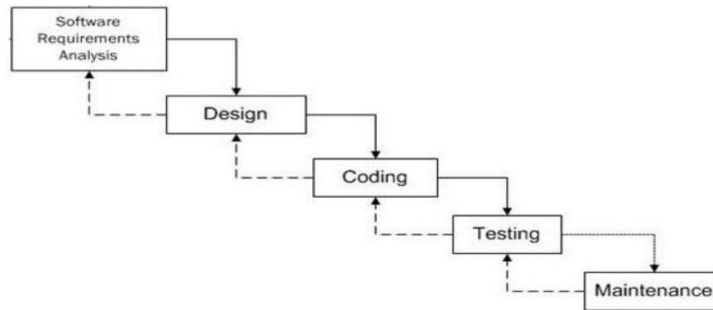 Software
Requirements
Analysis
Design
Coding
Testing
Maintenance